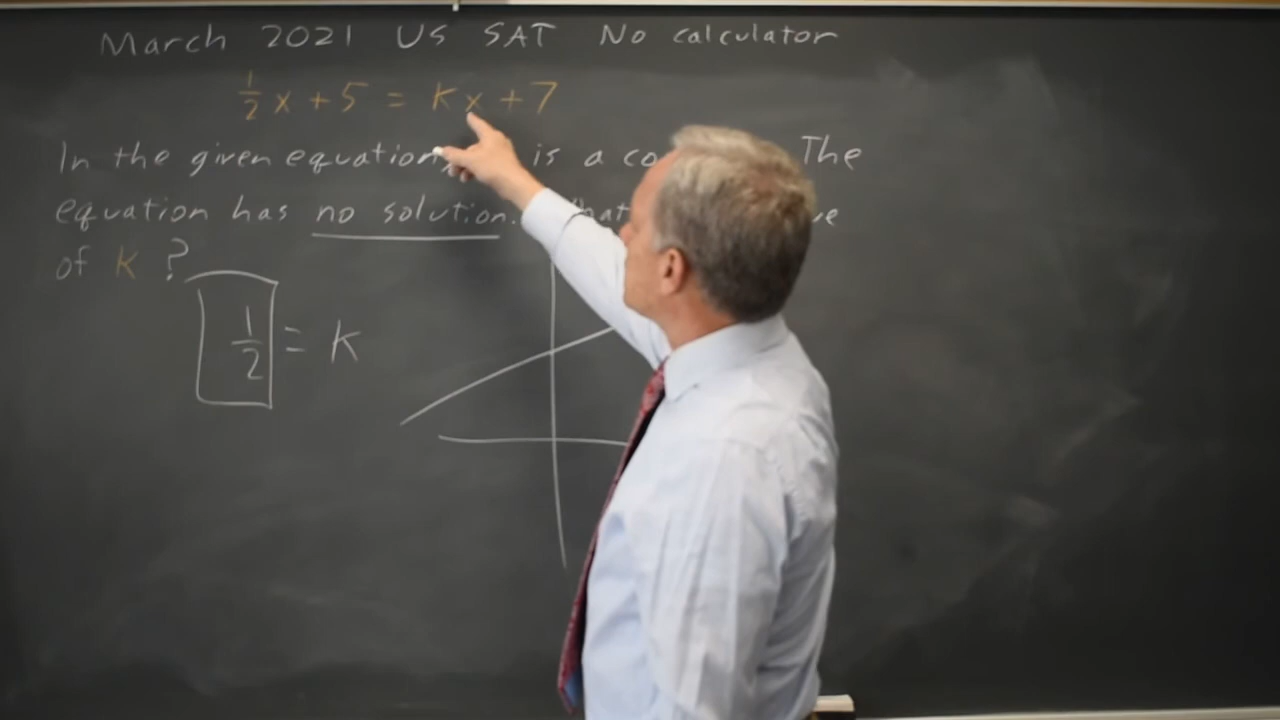 March 2021 US SAT No calculator
½x + 5 = kx + 7
In the given equation, is a The
equation has no solution.
of k ?
½ = k